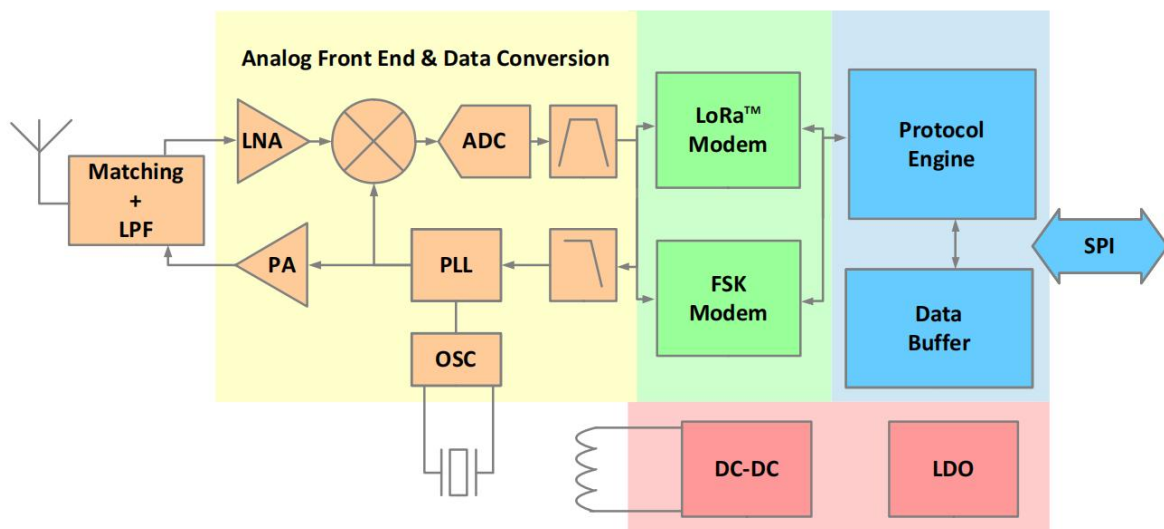 Analog Front End & Data Conversion
LNA
ADC
LoRa™
Modem
Protocol
Engine
Matching
+
LPF
PA
PLL
FSK
Modem
SPI
Data
Buffer
OSC
DC-DC
LDO